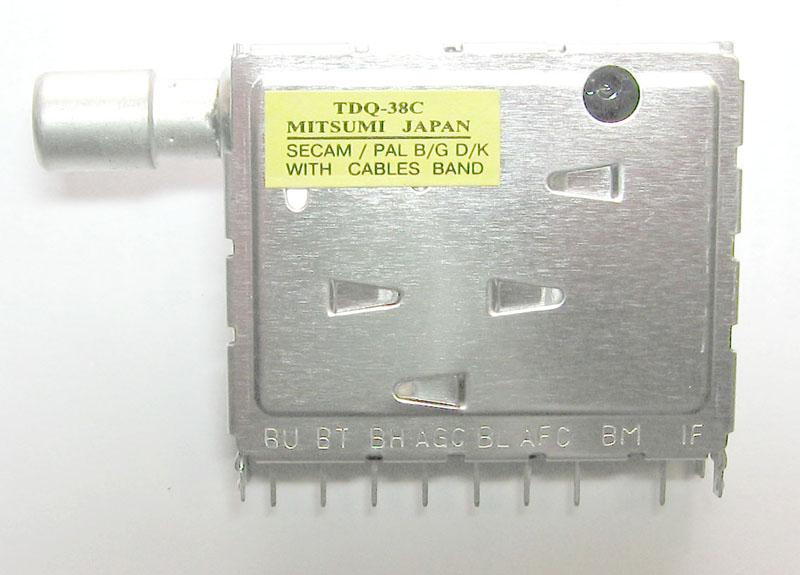 TDQ-38C
MITSUMI JAPAN
SECAM / PAL B/G D/K
WITH CABLES BAND
BU BT BH AGC BL AFC BM IF